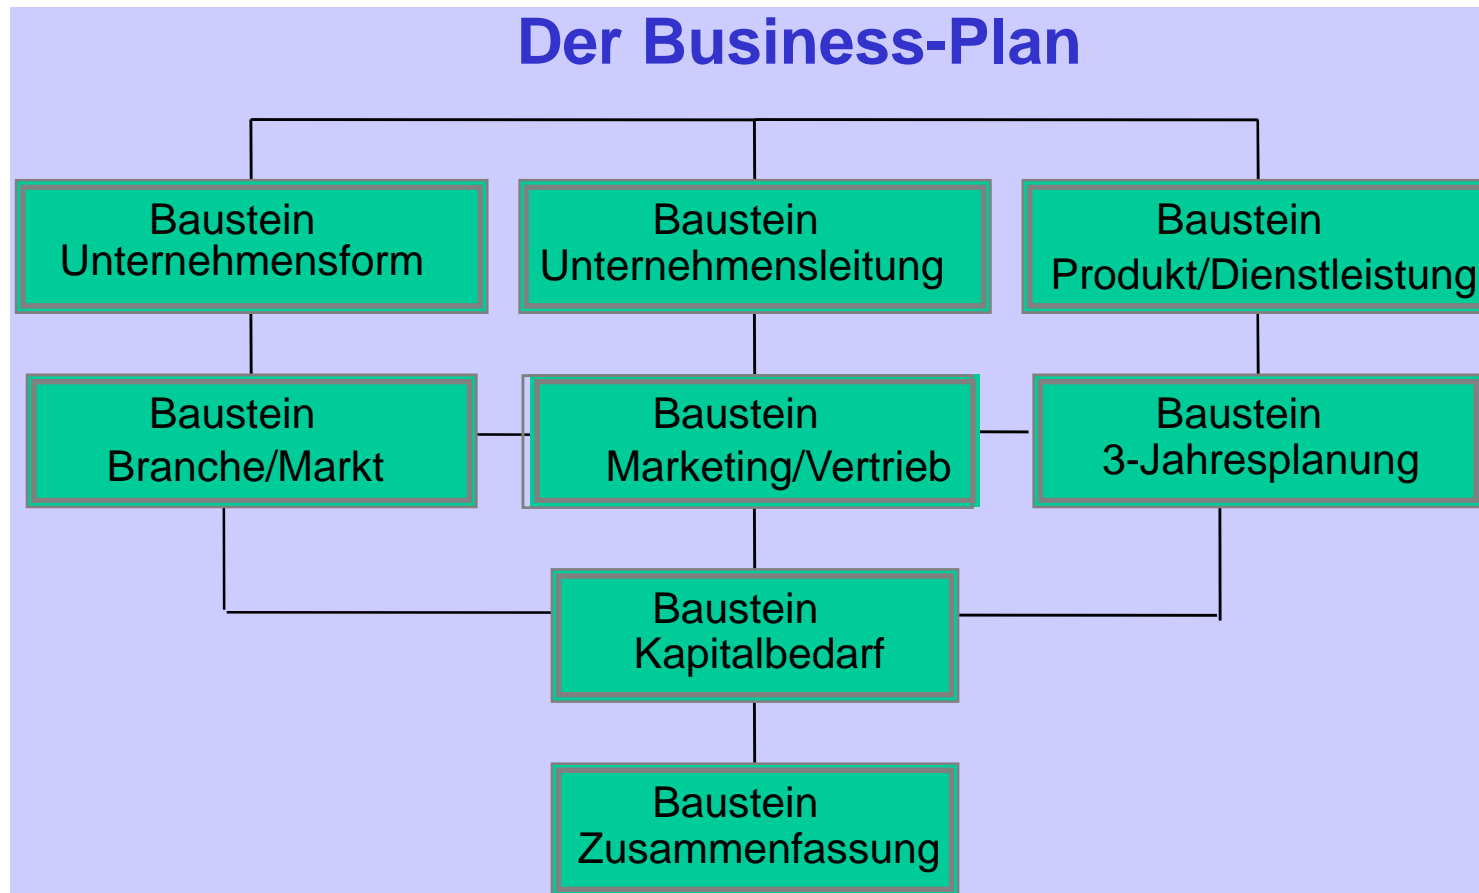 Der Business-Plan
Baustein
Unternehmensform
Baustein
Unternehmensleitung
Baustein
Produkt/Dienstleistung
Baustein
Branche/Markt
Baustein
Marketing/Vertrieb
Baustein
3-Jahresplanung
Baustein
Kapitalbedarf
Baustein
Zusammenfassung